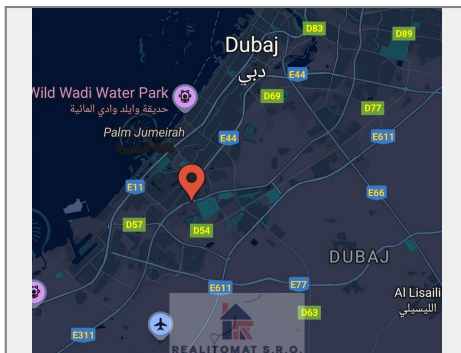 D83
D89
Dubaj
دبي
E44
Wild Wadi Water Park
حديقة وايلد وادي المائية
D69
D77
Palm Jumeirah
E44
E611
E11
E66
D57
D54
DUBAJ
E611
E77
Al Lisaili
الليسيلي
D63
E311
REALITOMAT S.R.O.